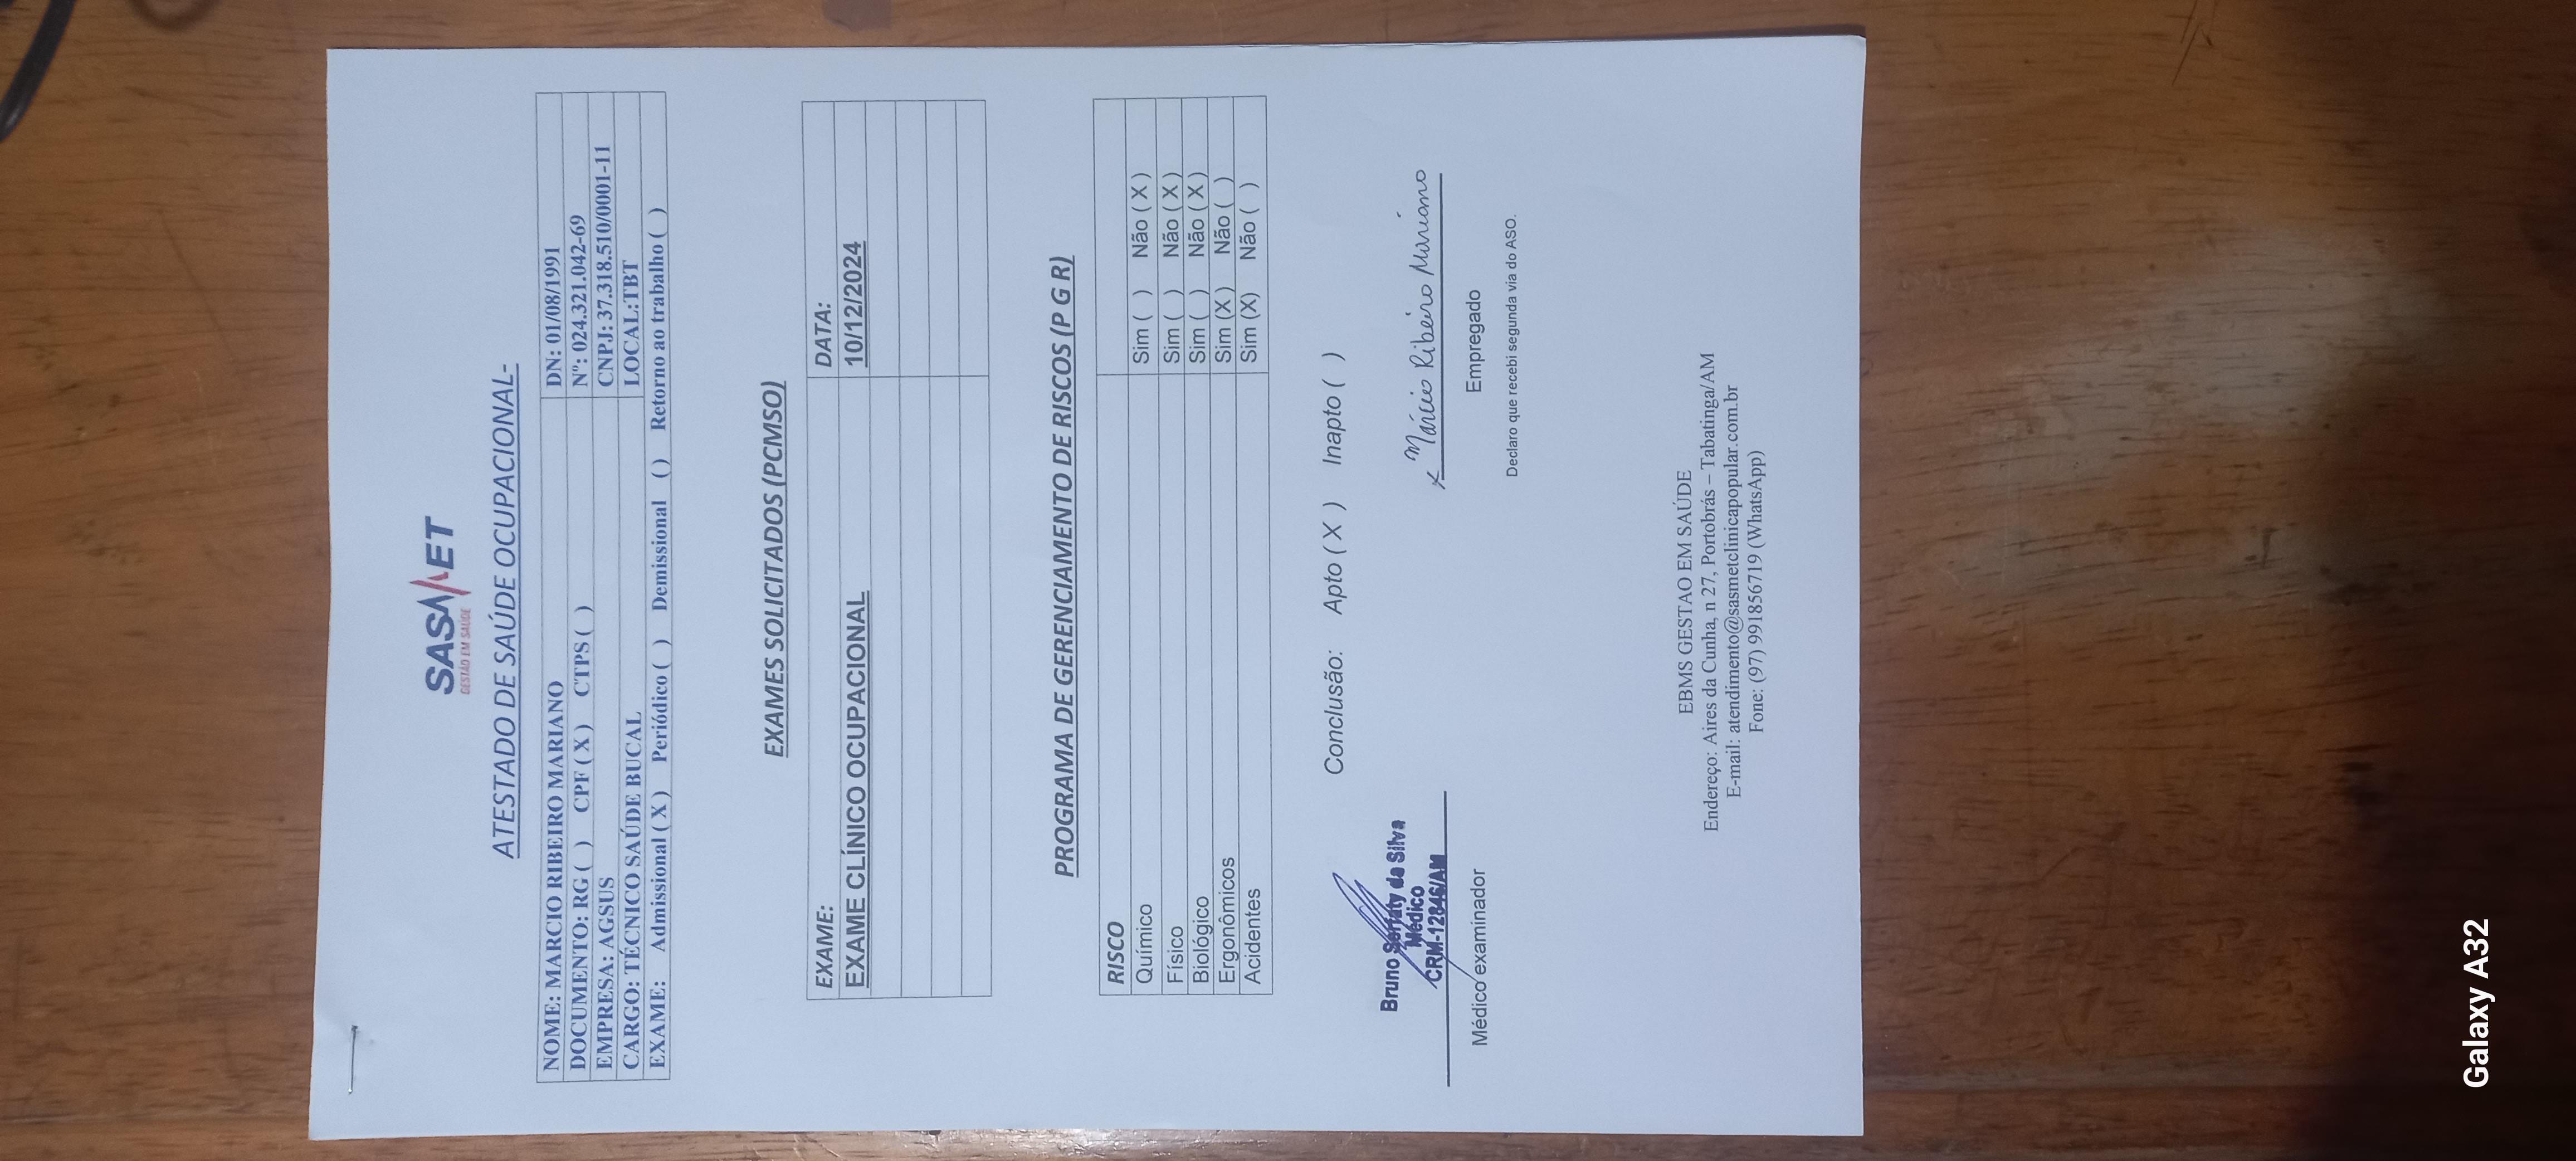 SASMET
GESTÃO EM SAÚDE
ATESTADO DE SAÚDE OCUPACIONAL-
NOME: MARCIO RIBEIRO MARIANO DN: 01/08/1991
DOCUMENTO: RG ( ) CPF ( X ) CTPS ( ) Nº: 024.321.042-69
EMPRESA: AGSUS CNPJ: 37.318.510/0001-11
CARGO: TÉCNICO SAÚDE BUCAL LOCAL:TBT
EXAME: Admissional ( X ) Periódico ( ) Demissional ( ) Retorno ao trabalho ( )
EXAMES SOLICITADOS (PCMSO)
EXAME: DATA:
EXAME CLÍNICO OCUPACIONAL 10/12/2024
PROGRAMA DE GERENCIAMENTO DE RISCOS (P G R)
RISCO
Químico Sim ( ) Não ( X )
Físico Sim ( ) Não ( X )
Biológico Sim ( ) Não ( X )
Ergonômicos Sim (X ) Não ( )
Acidentes Sim (X) Não ( )
Conclusão: Apto ( X ) Inapto ( )
Bruno Serfaty da Silva
Médico
CRM-12846/AM
x Márcio Ribeiro Mariano
Médico examinador Empregado
Declaro que recebi segunda via do ASO.
EBMS GESTAO EM SAÚDE
Endereço: Aires da Cunha, n 27, Portobrás – Tabatinga/AM
E-mail: atendimento@sasmetclinicapopular.com.br
Fone: (97) 991856719 (WhatsApp)
Galaxy A32